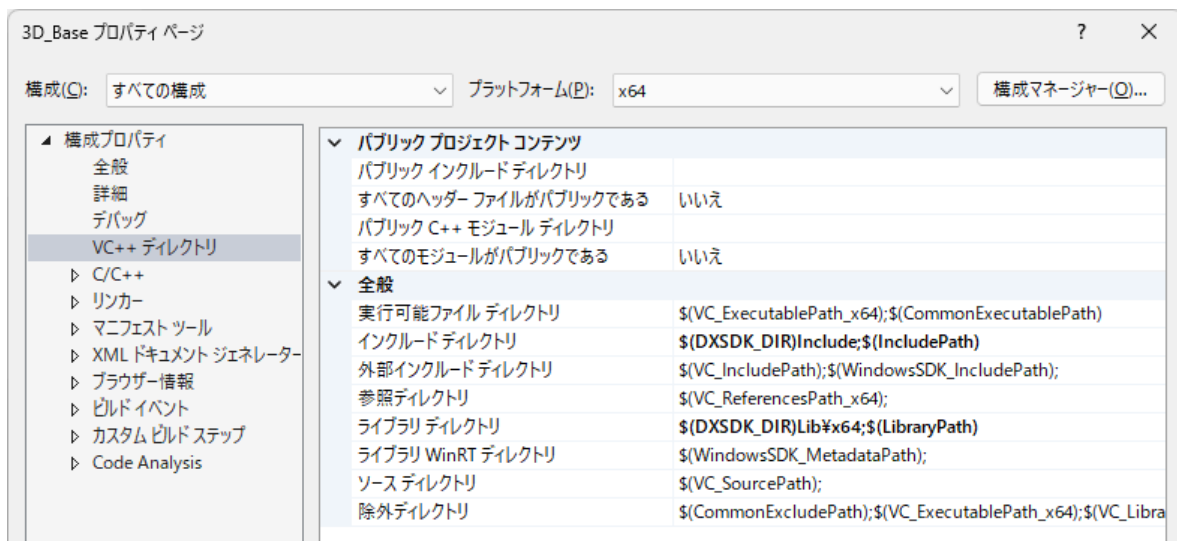 3D_Base プロパティ ページ ?
構成(C): すべての構成 プラットフォーム(P): x64 構成マネージャー(O)...
構成プロパティ
全般
詳細
デバッグ
VC++ ディレクトリ
C/C++
リンカー
マニフェスト ツール
XML ドキュメント ジェネレーター
ブラウザー情報
ビルド イベント
カスタム ビルド ステップ
Code Analysis
パブリック プロジェクト コンテンツ
パブリック インクルード ディレクトリ
すべてのヘッダー ファイルがパブリックである いいえ
パブリック C++ モジュール ディレクトリ
すべてのモジュールがパブリックである いいえ
全般
実行可能ファイル ディレクトリ $(VC_ExecutablePath_x64);$(CommonExecutablePath)
インクルード ディレクトリ $(DXSDK_DIR)Include;$(IncludePath)
外部インクルード ディレクトリ $(VC_IncludePath);$(WindowsSDK_IncludePath);
参照ディレクトリ $(VC_ReferencesPath_x64);
ライブラリ ディレクトリ $(DXSDK_DIR)Lib¥x64;$(LibraryPath)
ライブラリ WinRT ディレクトリ $(WindowsSDK_MetadataPath);
ソース ディレクトリ $(VC_SourcePath);
除外ディレクトリ $(CommonExcludePath);$(VC_ExecutablePath_x64);$(VC_Libra